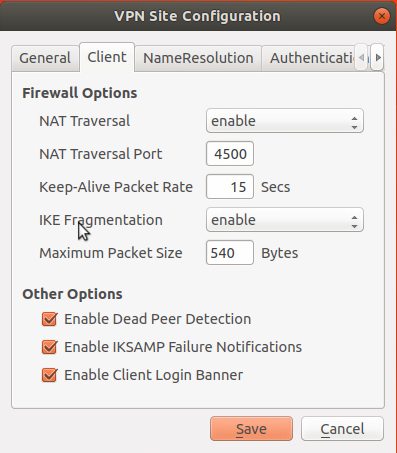 VPN Site Configuration
General Client NameResolution Authenticatio
Firewall Options
NAT Traversal enable
NAT Traversal Port 4500
Keep-Alive Packet Rate 15 Secs
IKE Fragmentation enable
Maximum Packet Size 540 Bytes
Other Options
Enable Dead Peer Detection
Enable IKSAMP Failure Notifications
Enable Client Login Banner
Save Cancel